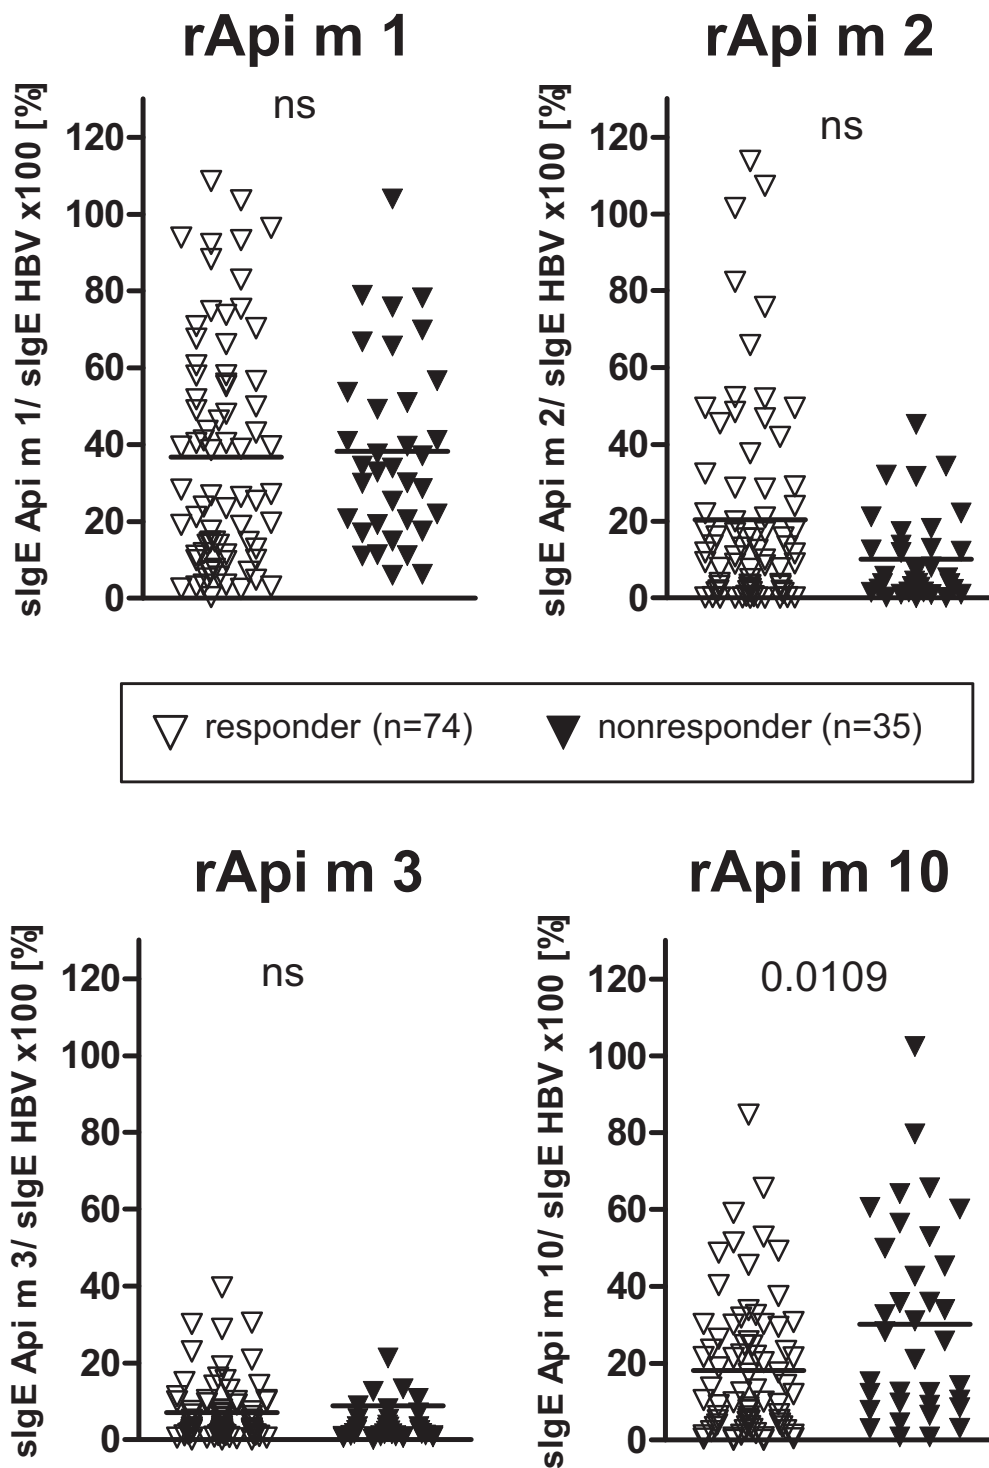 rApi m 1
sIgE Api m 1/ sIgE HBV x100 [%]
ns
120
100
80
60
40
20
0
rApi m 2
sIgE Api m 2/ sIgE HBV x100 [%]
ns
120
100
80
60
40
20
0
responder (n=74)
nonresponder (n=35)
rApi m 3
sIgE Api m 3/ sIgE HBV x100 [%]
ns
120
100
80
60
40
20
0
rApi m 10
sIgE Api m 10/ sIgE HBV x100 [%]
0.0109
120
100
80
60
40
20
0